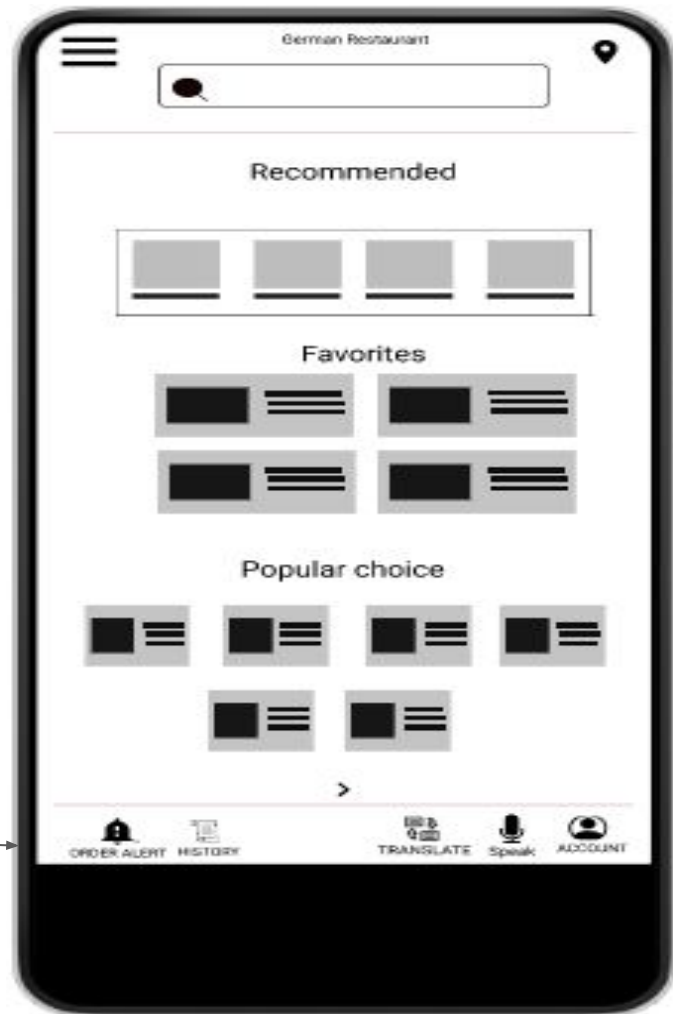 German Restaurant
Recommended
Favorites
Popular choice
>
ORDER ALERT HISTORY TRANSLATE Speak ACCOUNT